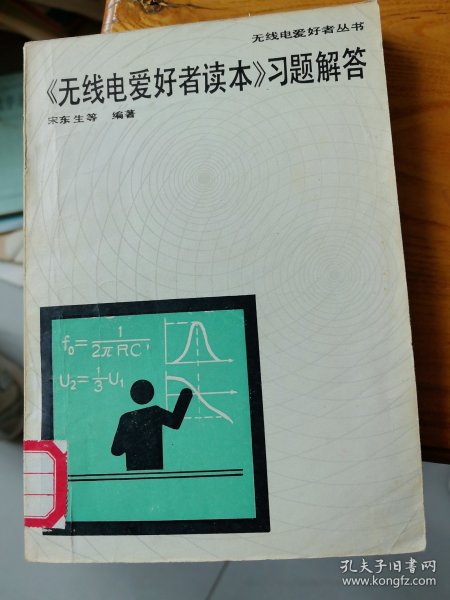 无线电爱好者丛书
《无线电爱好者读本》习题解答
宋东生等 编著
f₀=1/2πRC,
U₂=1/3U₁
孔夫子旧书网
www.kongfz.com